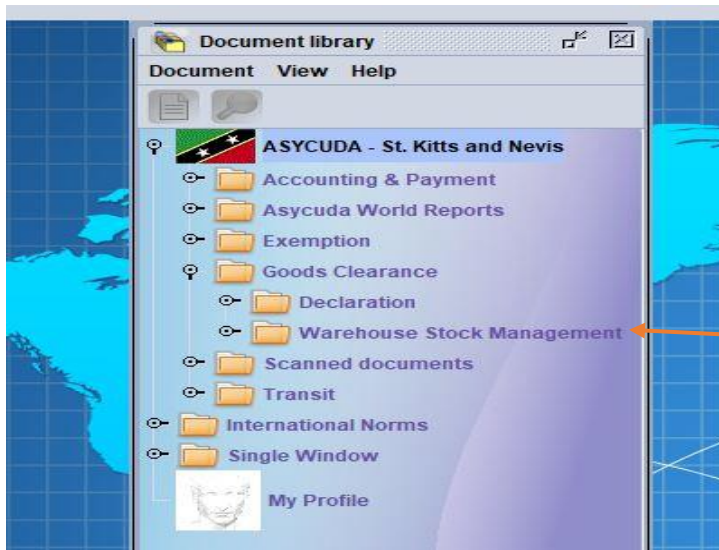 Document library
Document View Help
ASYCUDA - St. Kitts and Nevis
Accounting & Payment
Asycuda World Reports
Exemption
Goods Clearance
Declaration
Warehouse Stock Management
Scanned documents
Transit
International Norms
Single Window
My Profile